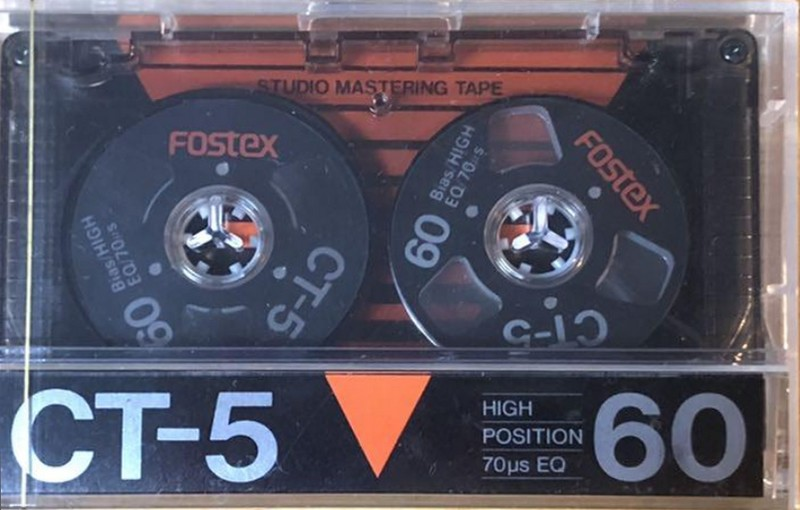 STUDIO MASTERING TAPE
FOSTEX
Bias/HIGH
EQ/70µs
60
CT-5
FOSTEX
Bias/HIGH
EQ/70µs
60
CT-5
CT-5
HIGH
POSITION
70µs EQ
60